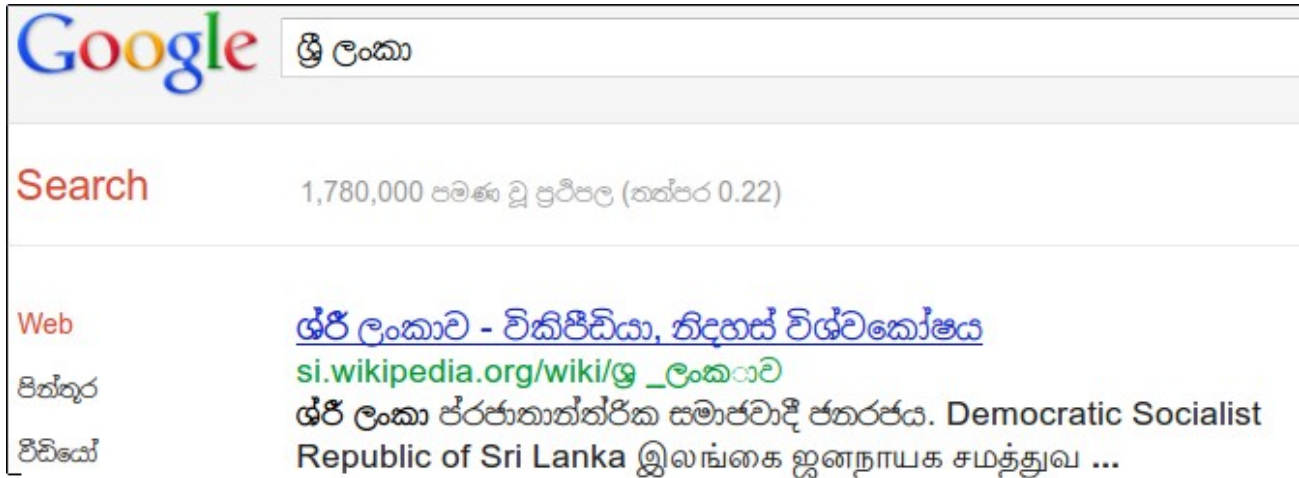 Google ශ්‍රී ලංකා
Search 1,780,000 පමණ වූ ප්‍රථිපල (තත්පර 0.22)
Web
ශ්රී ලංකාව - විකිපීඩියා, නිදහස් විශ්වකෝෂය
si.wikipedia.org/wiki/ශ්‍ර _ලංකාව
පින්තූර
ශ්රී ලංකා ප්රජාතාන්ත්රික සමාජවාදී ජනරජය. Democratic Socialist
වීඩියෝ
Republic of Sri Lanka இலங்கை ஜனநாயக சமத்துவ ...